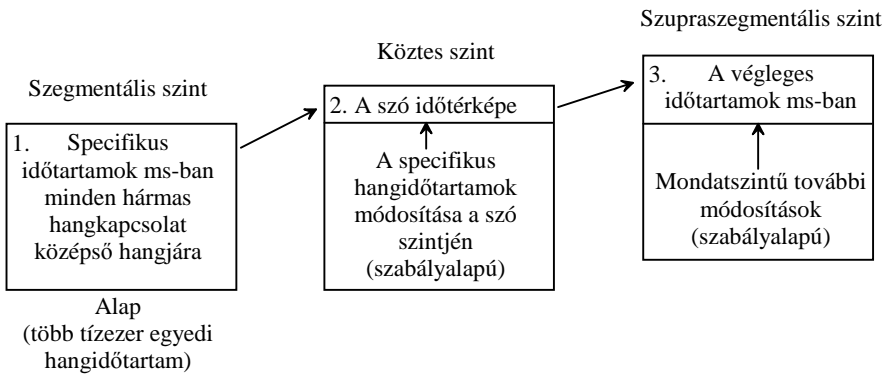 Szegmentális szint
1. Specifikus
időtartamok ms-ban
minden hármas
hangkapcsolat
középső hangjára
Alap
(több tízezer egyedi
hangidőtartam)
Köztes szint
2. A szó időtérképe
A specifikus
hangidőtartamok
módosítása a szó
szintjén
(szabályalapú)
Szupraszegmentális szint
3. A végleges
időtartamok ms-ban
Mondatszintű további
módosítások
(szabályalapú)